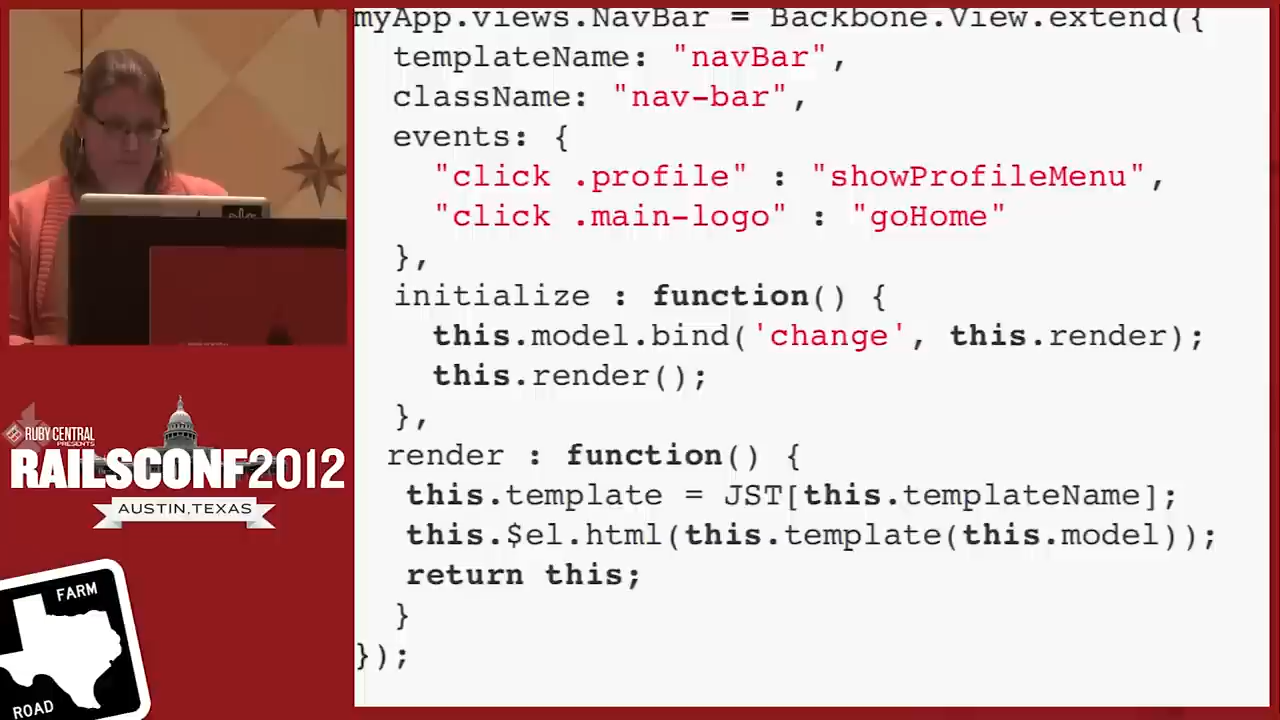 myApp.views.NavBar = Backbone.View.extend({
templateName: "navBar",
className: "nav-bar",
events: {
"click .profile" : "showProfileMenu",
"click .main-logo" : "goHome"
},
initialize : function() {
this.model.bind('change', this.render);
this.render();
},
render : function() {
this.template = JST[this.templateName];
this.$el.html(this.template(this.model));
return this;
}
});
RUBY CENTRAL
PRESENTS
RAILSCONF2012
AUSTIN, TEXAS
FARM
ROAD